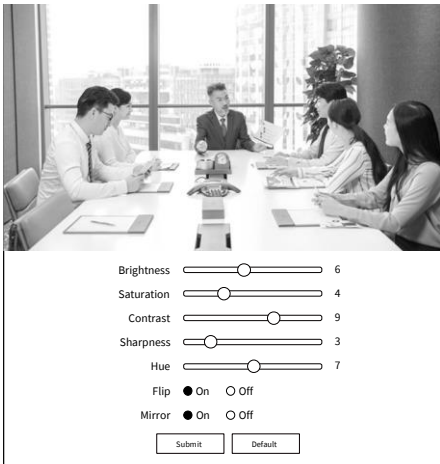 Brightness 6
Saturation 4
Contrast 9
Sharpness 3
Hue 7
Flip On Off
Mirror On Off
Submit Default